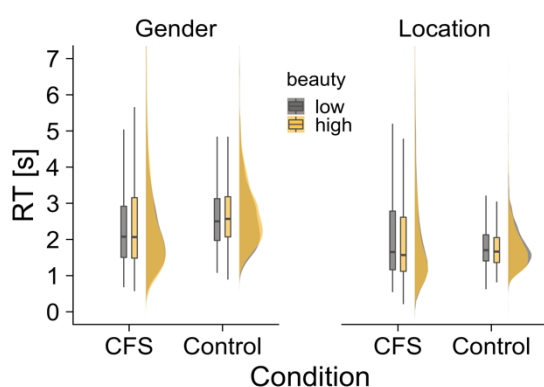 Gender
Location
7
6
5
4
3
2
1
0
RT [s]
beauty
low
high
CFS
Control
CFS
Control
Condition